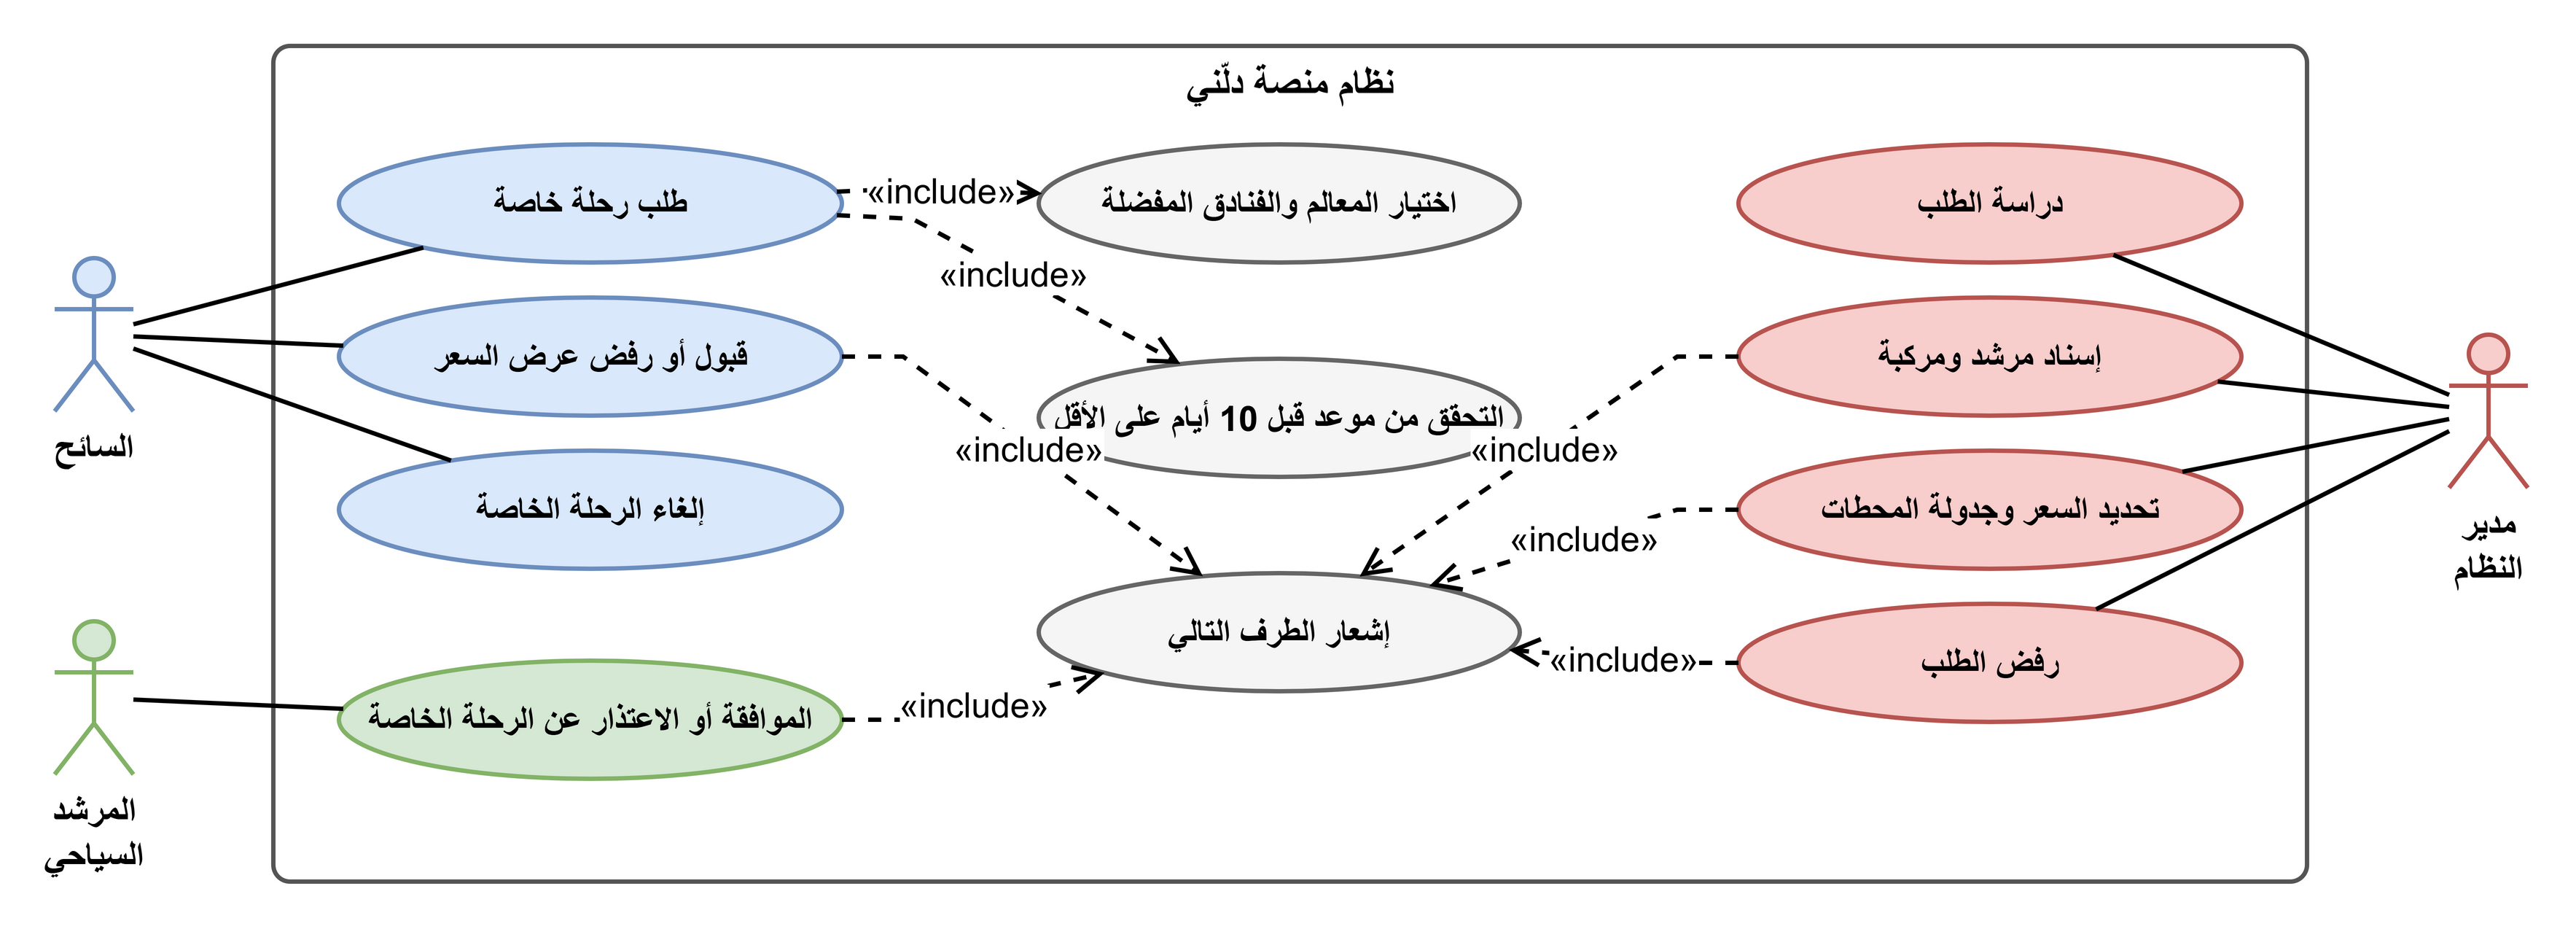 نظام منصة دلّني
طلب رحلة خاصة
«include»
اختيار المعالم والفنادق المفضلة
دراسة الطلب
«include»
قبول أو رفض عرض السعر
إسناد مرشد ومركبة
التحقق من موعد قبل 10 أيام على الأقل
السائح
«include»
«include»
إلغاء الرحلة الخاصة
تحديد السعر وجدولة المحطات
«include»
مدير
النظام
إشعار الطرف التالي
«include»
رفض الطلب
«include»
الموافقة أو الاعتذار عن الرحلة الخاصة
المرشد
السياحي